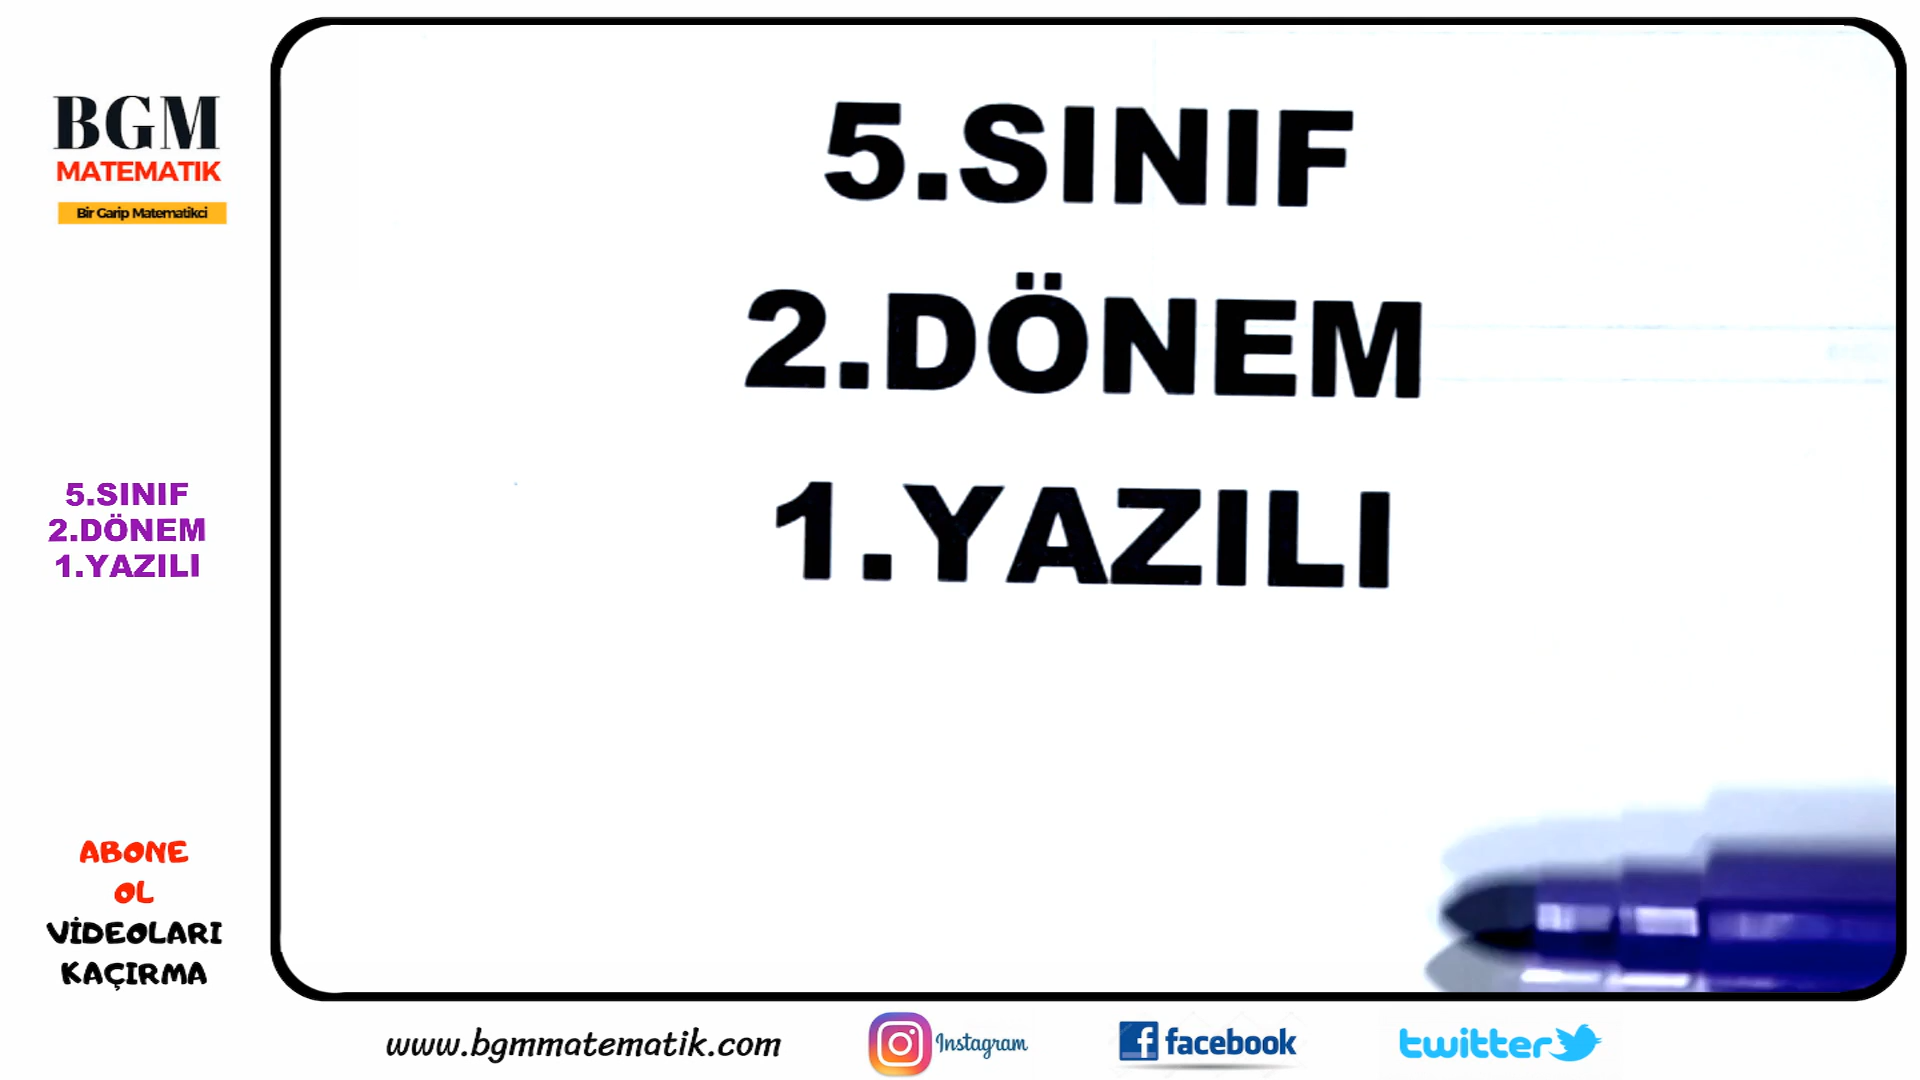 BGM
MATEMATIK
Bir Garip Matematikci
5.SINIF
2.DÖNEM
1.YAZILI
5.SINIF
2.DÖNEM
1.YAZILI
ABONE
OL
VİDEOLARI
KAÇIRMA
www.bgmmatematik.com
Instagram
facebook
twitter